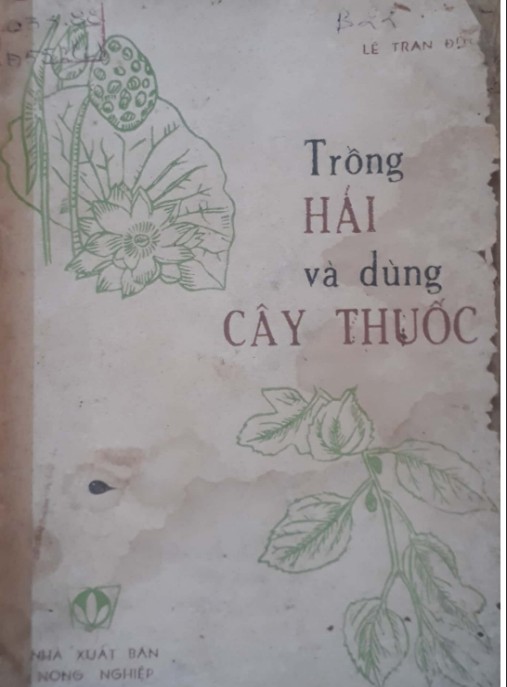 LÊ TRẦN
Trồng
HÁI
và dùng
CÂY THUỐC
NHÀ XUẤT BẢN
NÔNG NGHIỆP